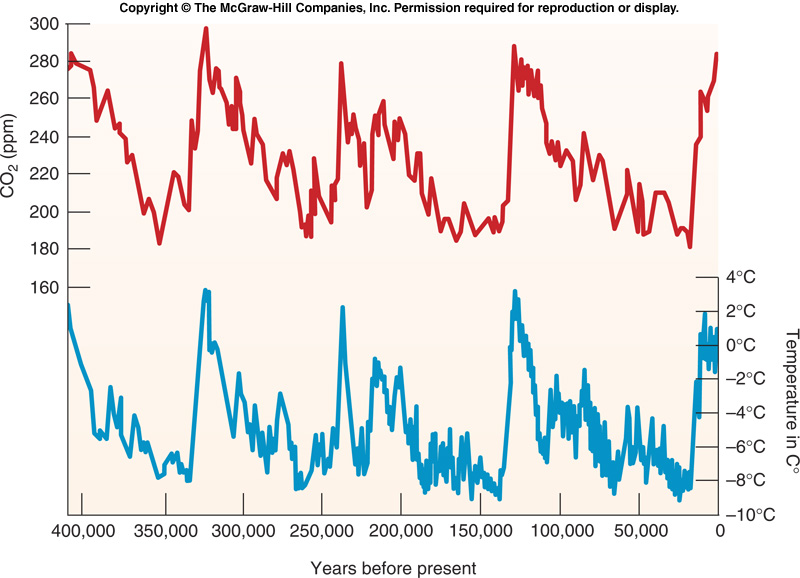 Copyright © The McGraw-Hill Companies, Inc. Permission required for reproduction or display.
300
280
260
240
220
200
180
160
CO2 (ppm)
4°C
2°C
0°C
–2°C
–4°C
–6°C
–8°C
–10°C
Temperature in C°
400,000 350,000 300,000 250,000 200,000 150,000 100,000 50,000 0
Years before present